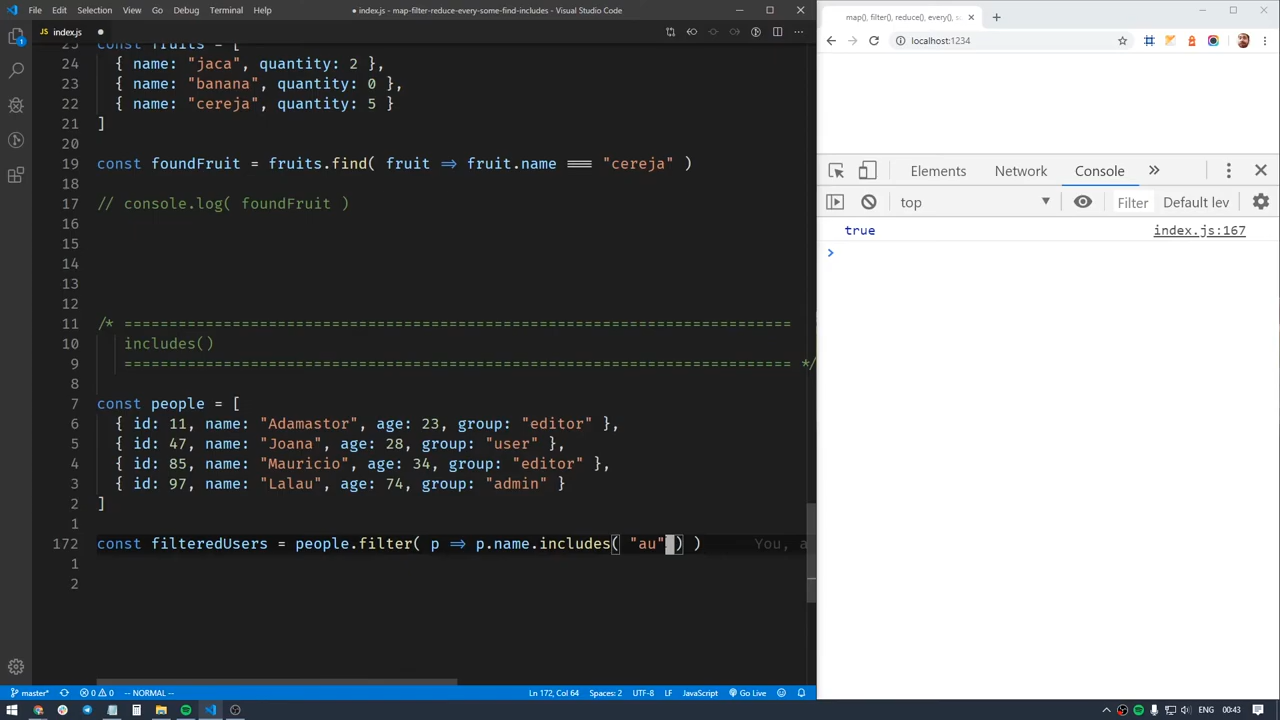 File Edit Selection View Go Debug Terminal Help ● index.js - map-filter-reduce-every-some-find-includes - Visual Studio Code
JS index.js ●
25 const fruits = [
24 { name: "jaca", quantity: 2 },
23 { name: "banana", quantity: 0 },
22 { name: "cereja", quantity: 5 }
21 ]
20
19 const foundFruit = fruits.find( fruit => fruit.name === "cereja" )
18
17 // console.log( foundFruit )
16
15
14
13
12
11 /* ==========================================================================
10 includes()
9 ========================================================================== */
8
7 const people = [
6 { id: 11, name: "Adamastor", age: 23, group: "editor" },
5 { id: 47, name: "Joana", age: 28, group: "user" },
4 { id: 85, name: "Mauricio", age: 34, group: "editor" },
3 { id: 97, name: "Lalau", age: 74, group: "admin" }
2 ]
1
172 const filteredUsers = people.filter( p => p.name.includes( "au" ) ) You, a
1
2
master* 0 0 -- NORMAL -- Ln 172, Col 64 Spaces: 2 UTF-8 LF JavaScript Go Live
map(), filter(), reduce(), every(), s
localhost:1234
Elements Network Console »
top Filter Default lev
true index.js:167
>
ENG 00:43